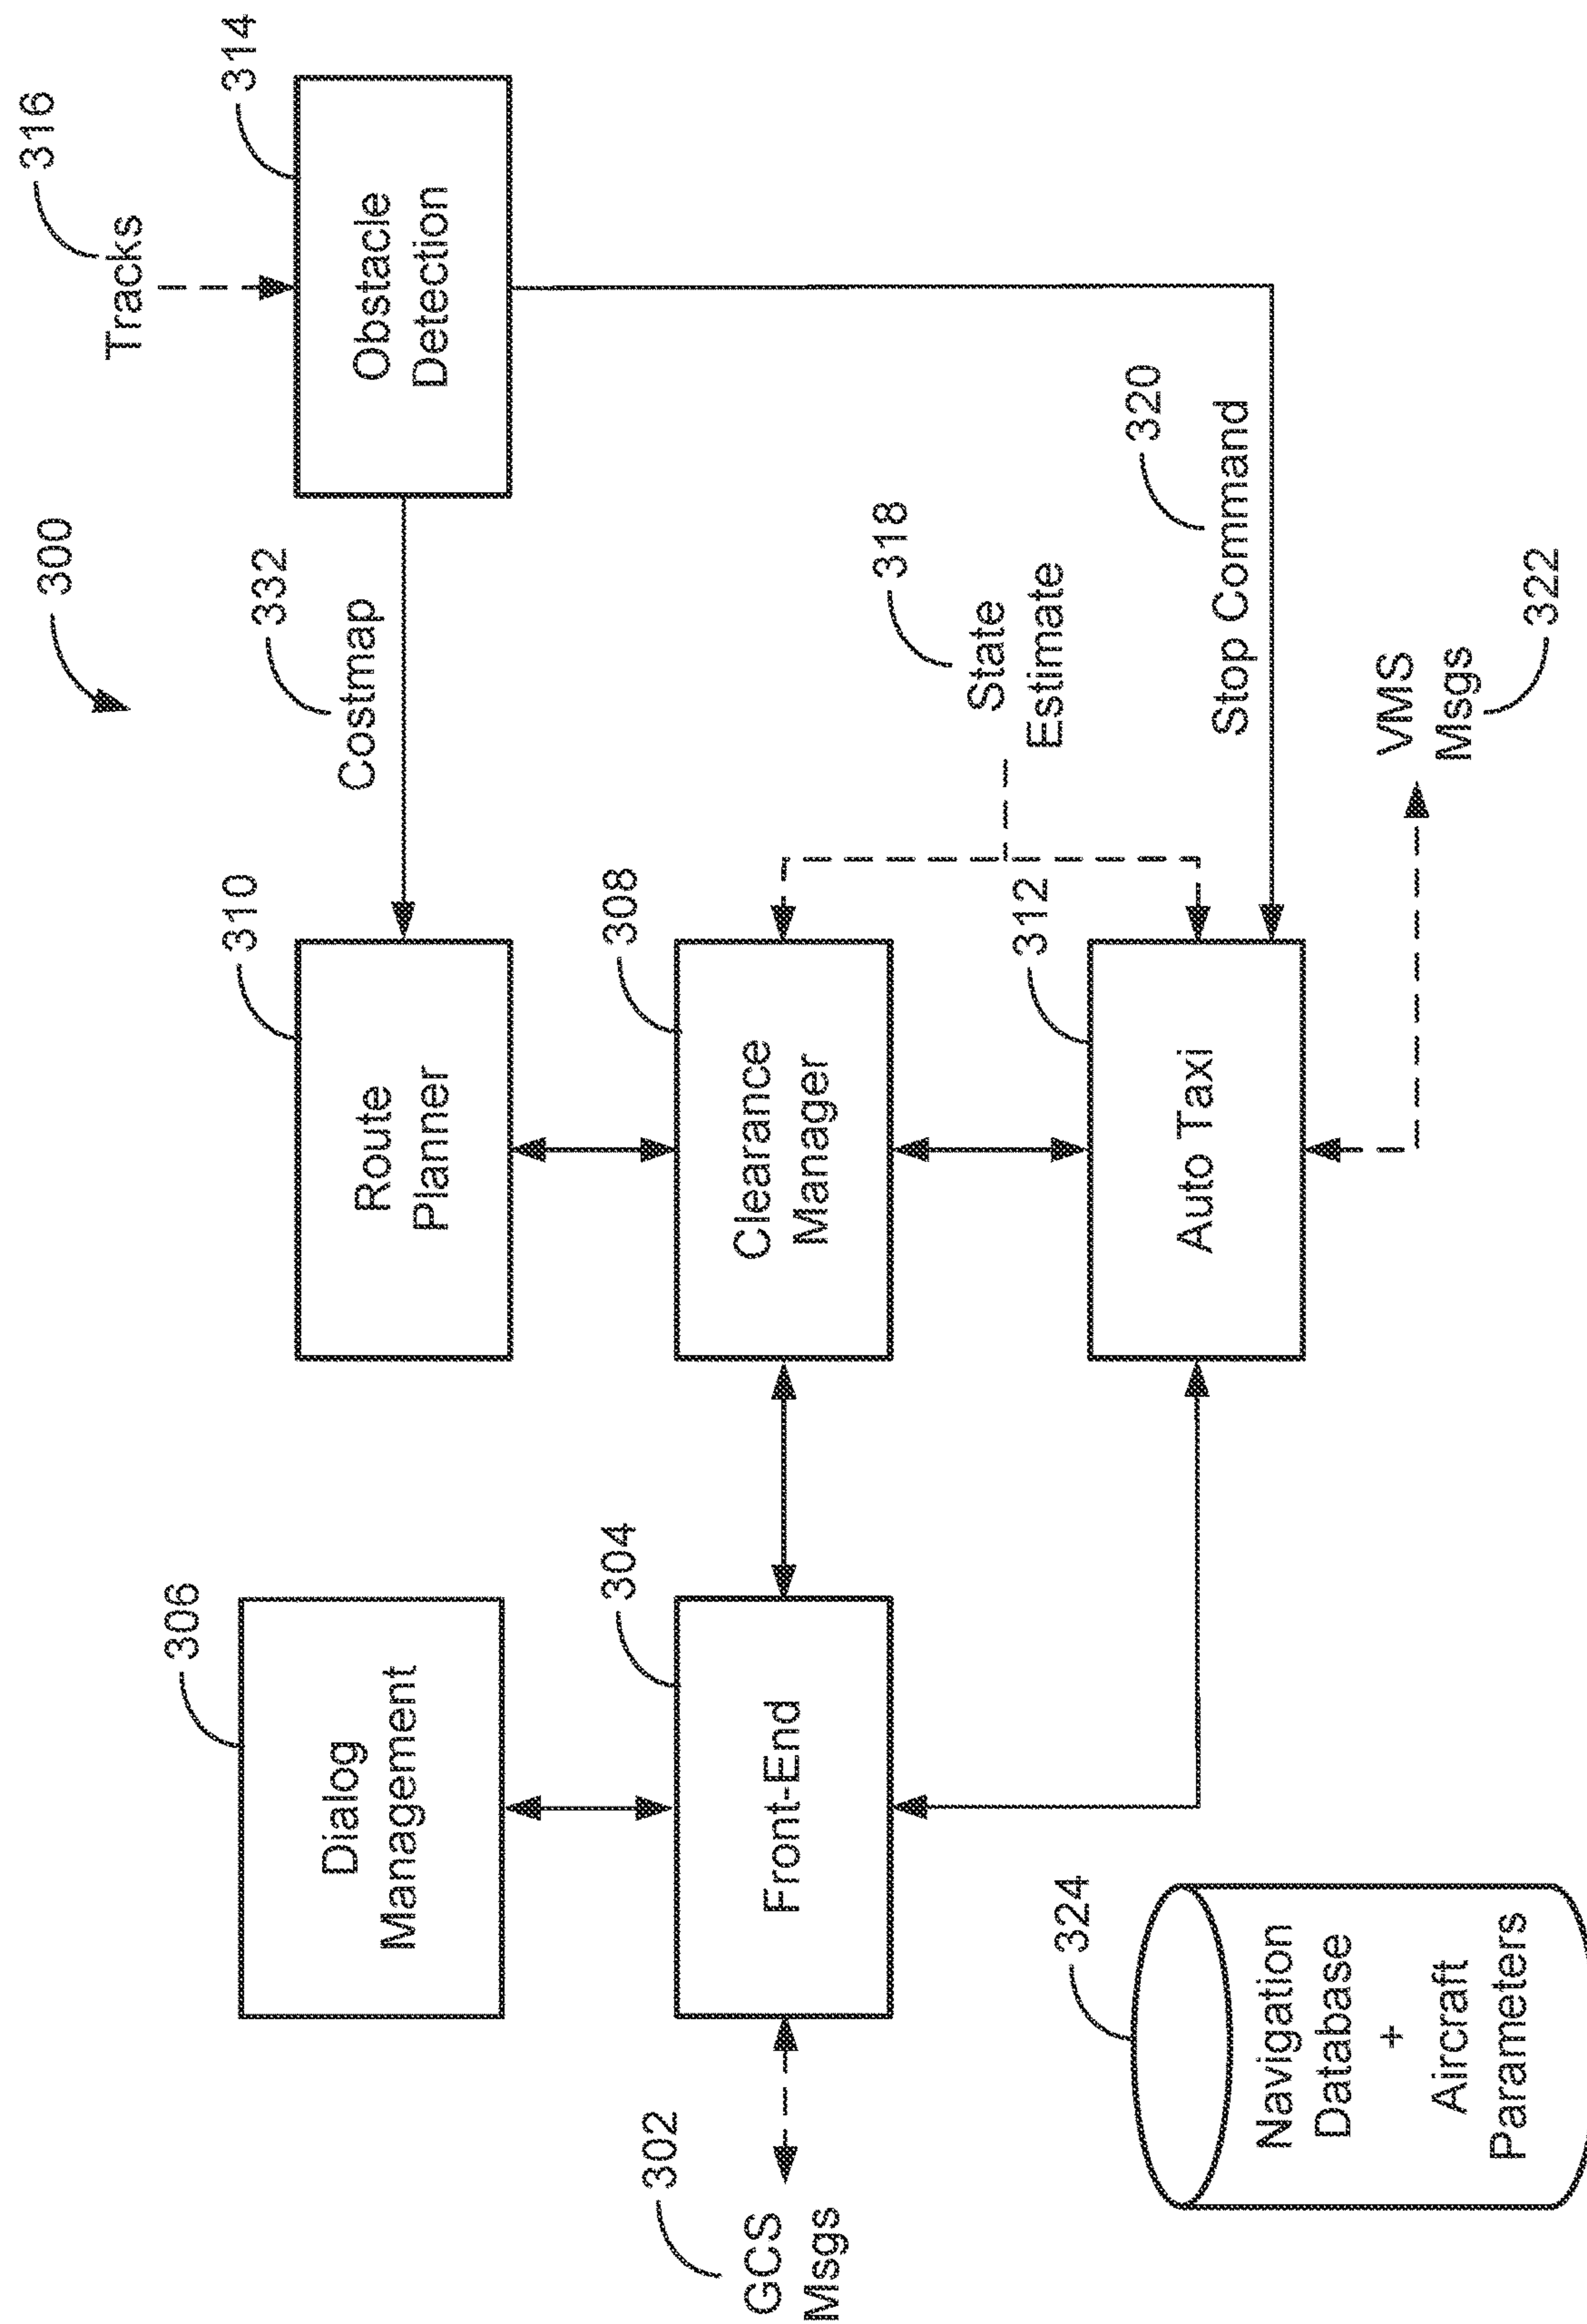 300
306
Dialog
Management
310
Route
Planner
332
Costmap
316
Tracks
314
Obstacle
Detection
302
GCS
Msgs
304
Front-End
308
Clearance
Manager
318
State
Estimate
324
Navigation
Database
+
Aircraft
Parameters
312
Auto Taxi
320
Stop Command
VMS
Msgs
322